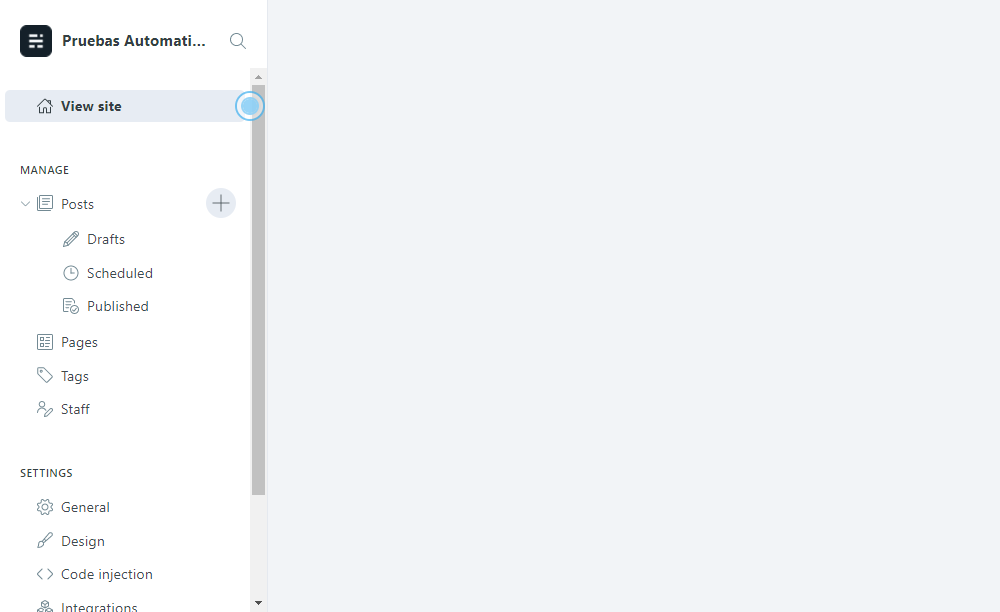 Pruebas Automati...
View site
MANAGE
Posts
Drafts
Scheduled
Published
Pages
Tags
Staff
SETTINGS
General
Design
Code injection
Integrations